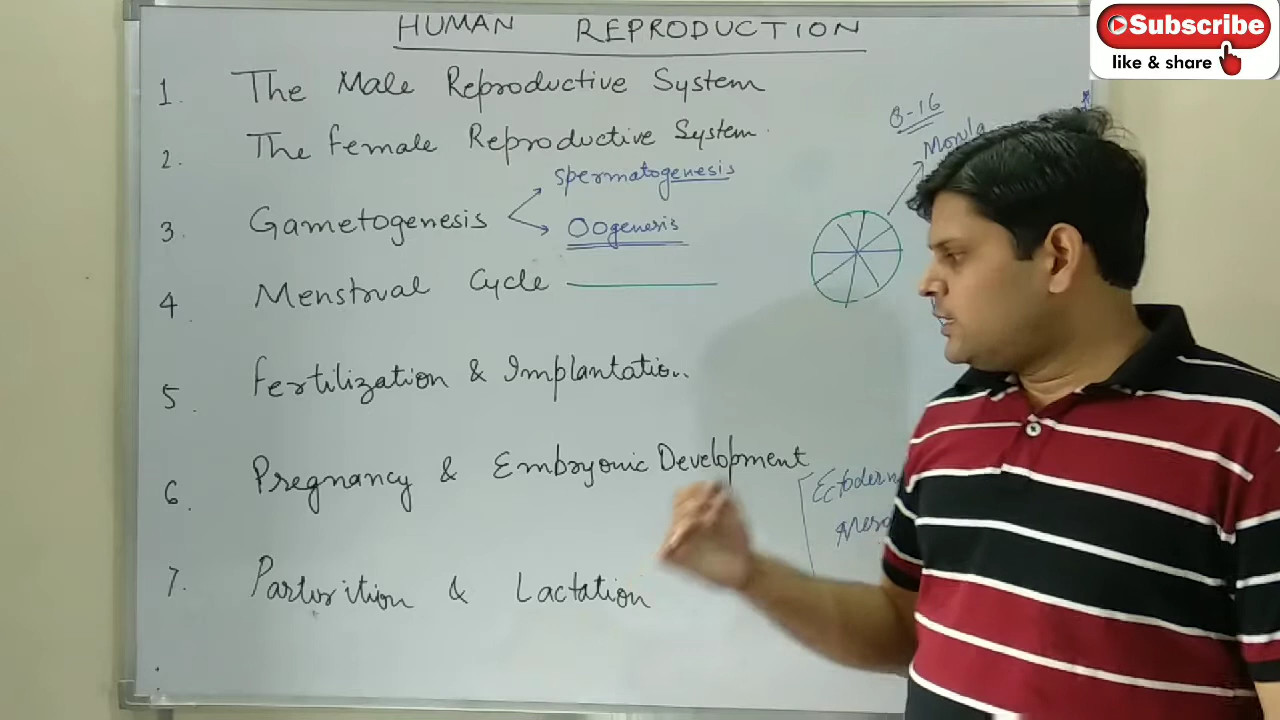 HUMAN REPRODUCTION
Subscribe
like & share
1. The Male Reproductive System
2. The Female Reproductive System
3. Gametogenesis
spermatogenesis
Oogenesis
4 Menstrual Cycle
5. Fertilization & Implantation
6. Pregnancy & Embryonic Development
7. Parturition & Lactation
8-16
Morula
Ectoderm